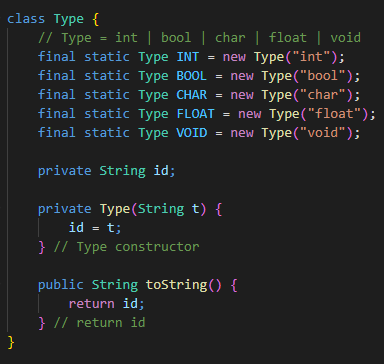 class Type {
    // Type = int | bool | char | float | void
    final static Type INT = new Type("int");
    final static Type BOOL = new Type("bool");
    final static Type CHAR = new Type("char");
    final static Type FLOAT = new Type("float");
    final static Type VOID = new Type("void");

    private String id;

    private Type(String t) {
        id = t;
    } // Type constructor

    public String toString() {
        return id;
    } // return id
}